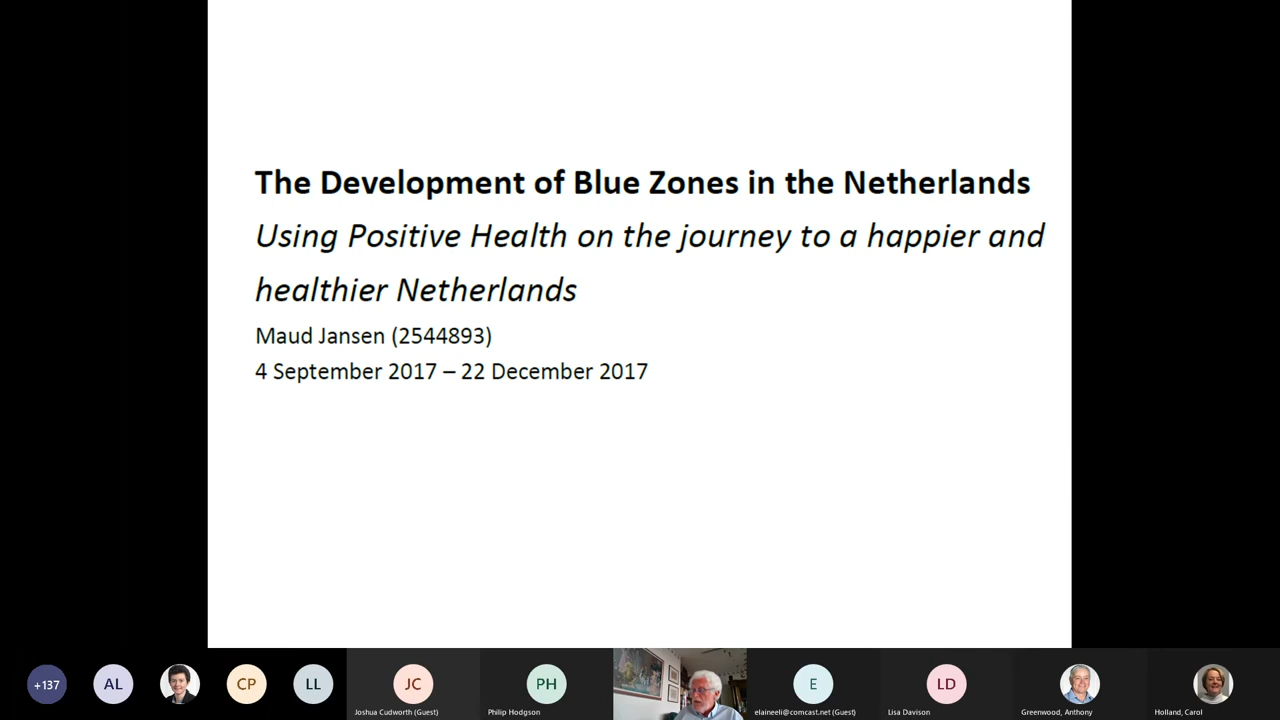 The Development of Blue Zones in the Netherlands
Using Positive Health on the journey to a happier and
healthier Netherlands
Maud Jansen (2544893)
4 September 2017 – 22 December 2017
+137
AL
CP
LL
JC
Joshua Cudworth (Guest)
PH
Philip Hodgson
E
elaineeli@comcast.net (Guest)
LD
Lisa Davison
Greenwood, Anthony
Holland, Carol